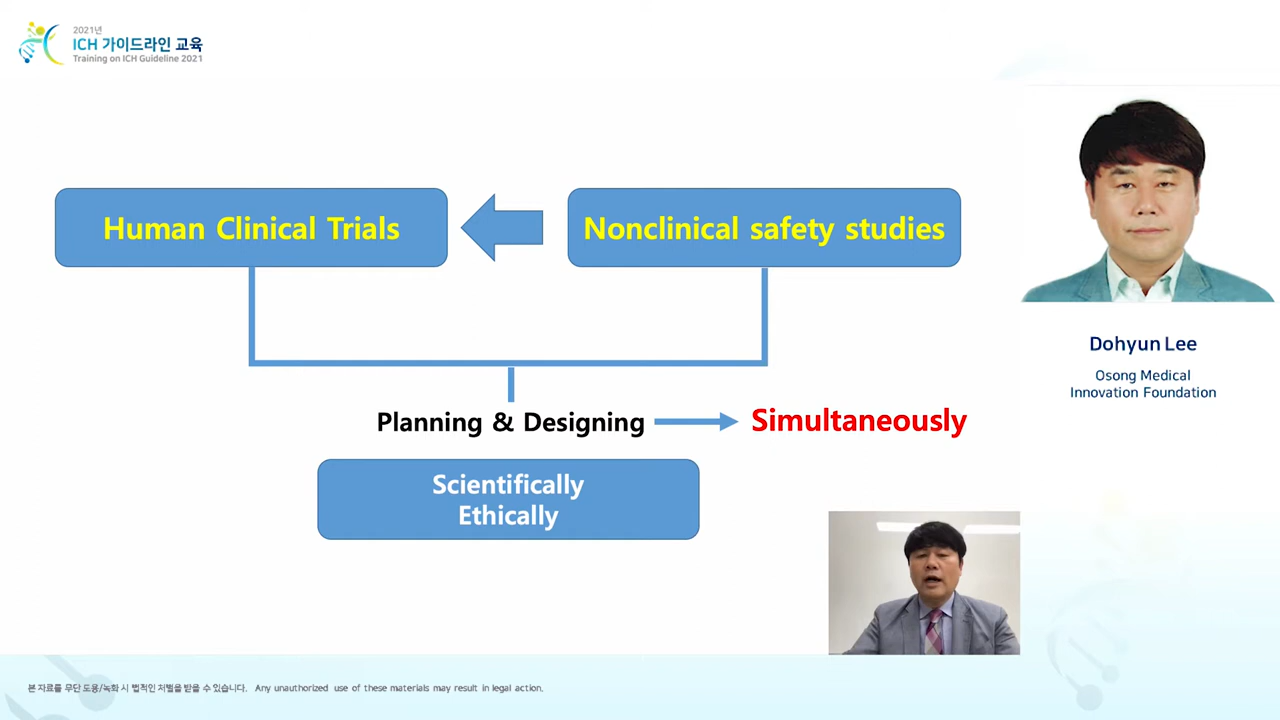 2021년
ICH 가이드라인 교육
Training on ICH Guideline 2021
Human Clinical Trials
Nonclinical safety studies
Dohyun Lee
Osong Medical
Innovation Foundation
Planning & Designing
Simultaneously
Scientifically
Ethically
본 자료를 무단 도용/녹화 시 법적인 처벌을 받을 수 있습니다. Any unauthorized use of these materials may result in legal action.